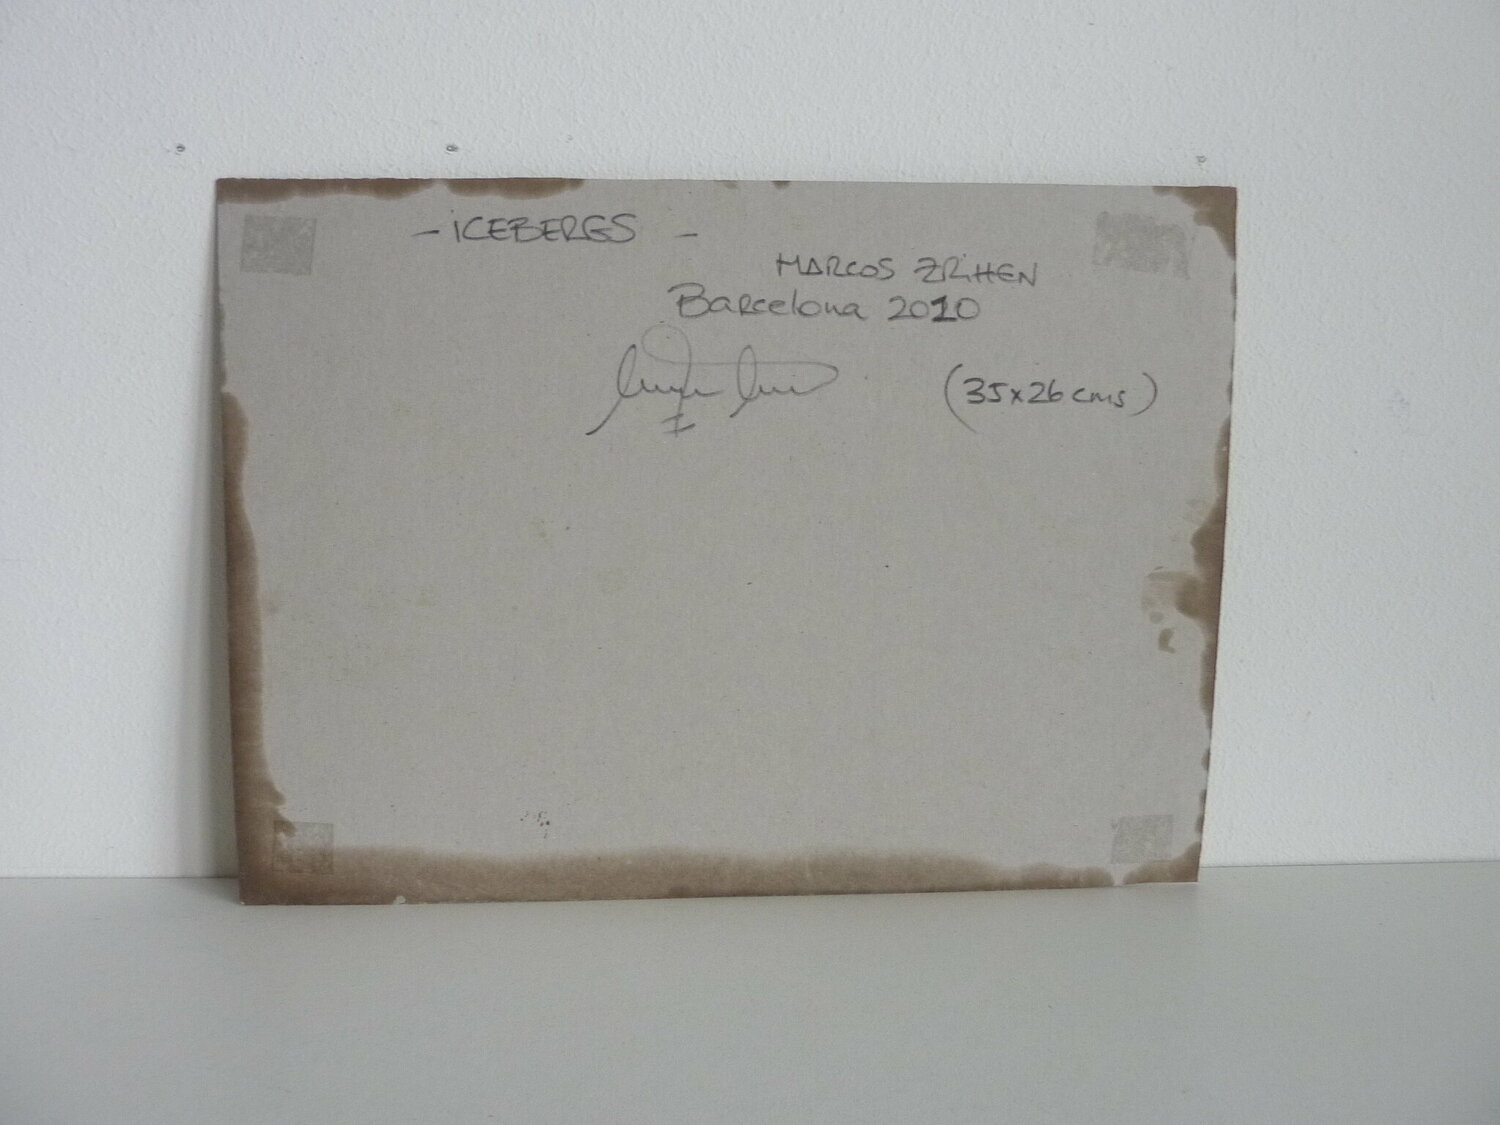 - iCEBERGS -
MARCOS ZRiHEN
Barcelona 2010
(35x26 cms)